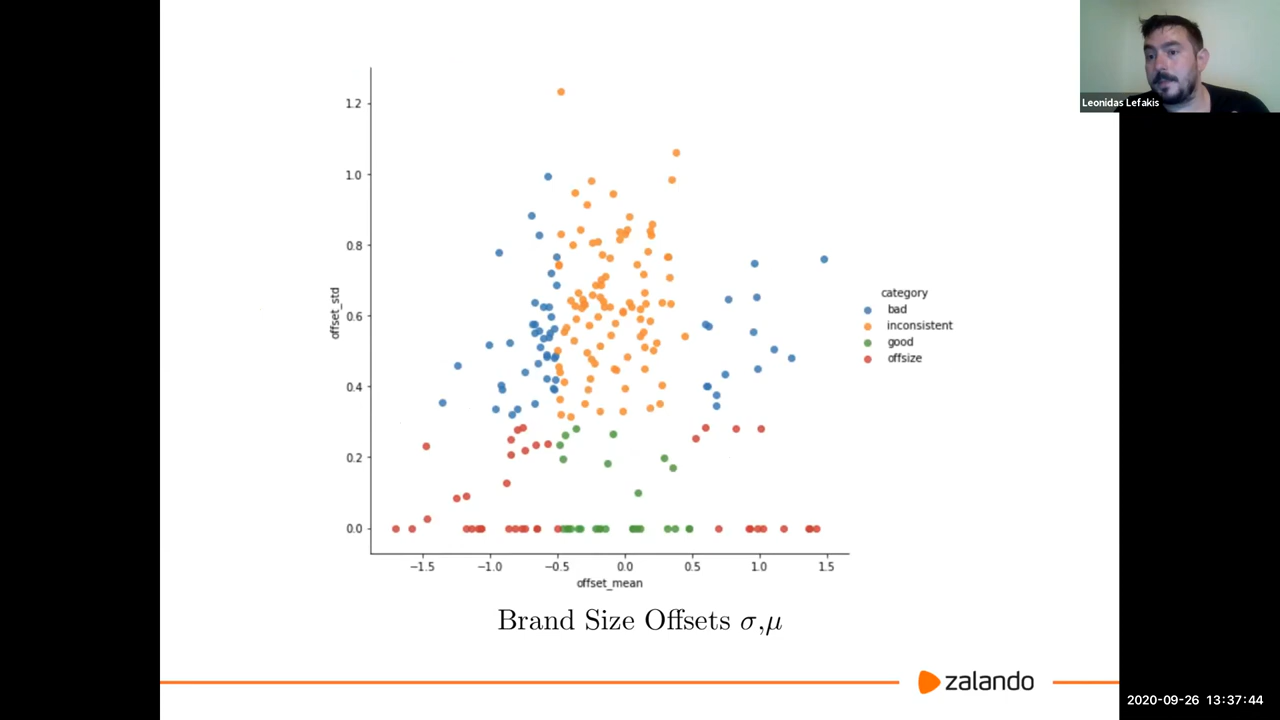 Leonidas Lefakis
1.2
1.0
0.8
0.6
0.4
0.2
0.0
offset_std
−1.5 −1.0 −0.5 0.0 0.5 1.0 1.5
offset_mean
category
bad
inconsistent
good
offsize
Brand Size Offsets σ,μ
zalando
2020-09-26 13:37:44